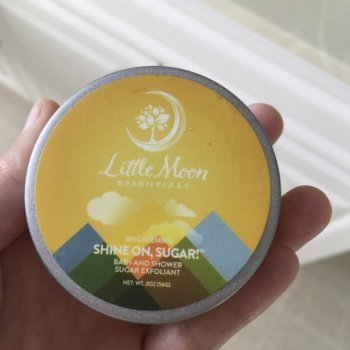 Little Moon
ESSENTIALS
BRIGHTENING
SHINE ON, SUGAR!™
BATH AND SHOWER
SUGAR EXFOLIANT
NET. WT. 2OZ (56G)